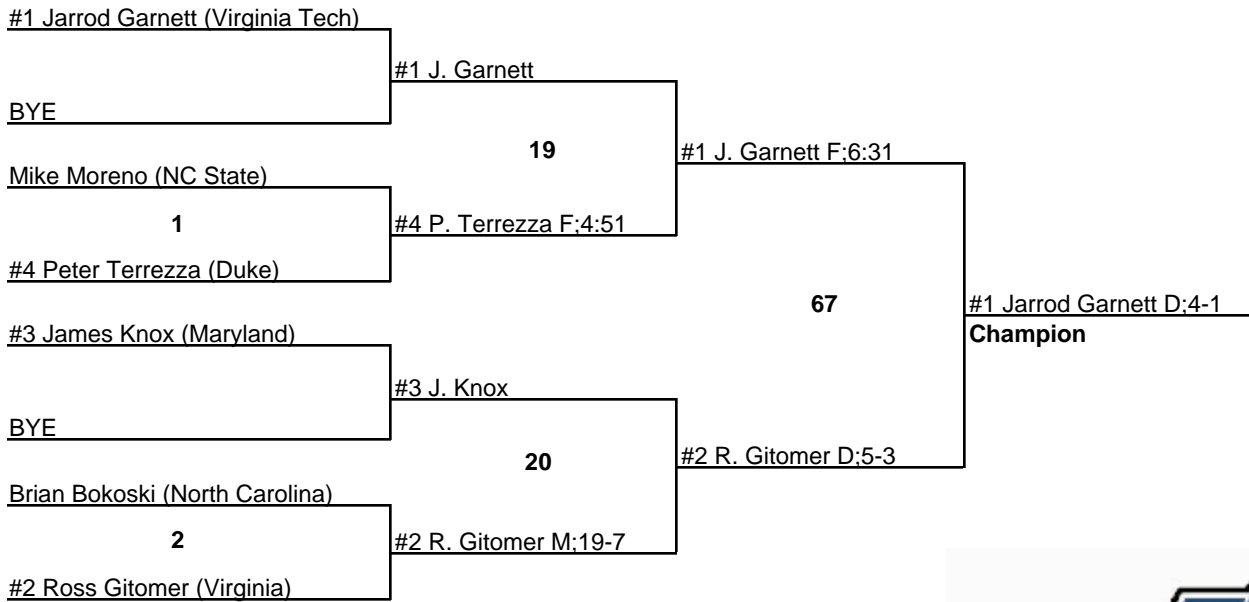 #1 Jarrod Garnett (Virginia Tech)
#1 J. Garnett
BYE
19
#1 J. Garnett F;6:31
Mike Moreno (NC State)
1
#4 P. Terrezza F;4:51
#4 Peter Terrezza (Duke)
67
#1 Jarrod Garnett D;4-1
Champion
#3 James Knox (Maryland)
#3 J. Knox
BYE
20
#2 R. Gitomer D;5-3
Brian Bokoski (North Carolina)
2
#2 R. Gitomer M;19-7
#2 Ross Gitomer (Virginia)